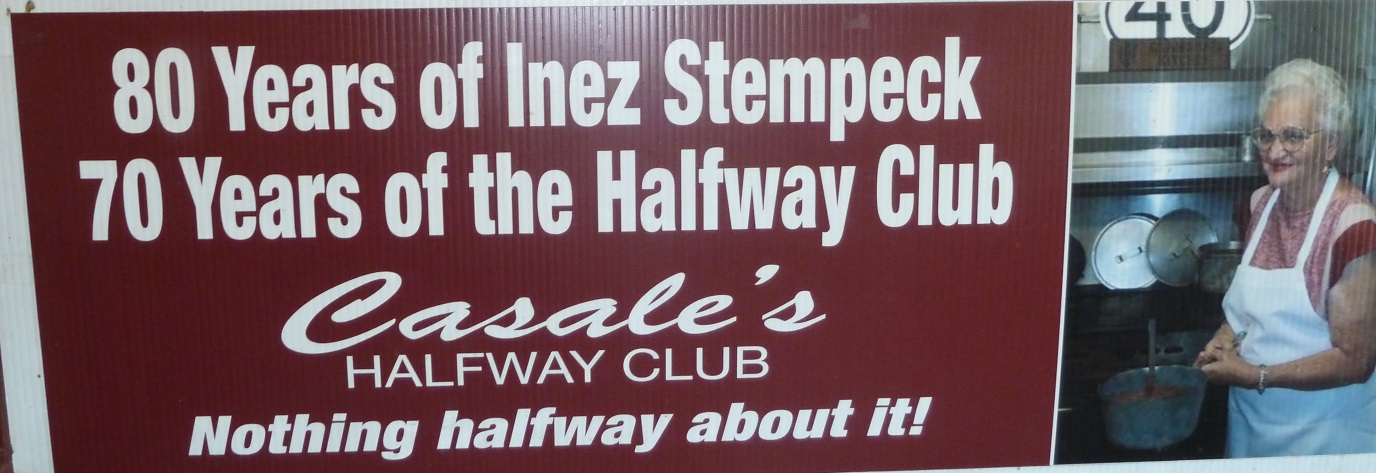 80 Years of Inez Stempeck
70 Years of the Halfway Club
Casale's
HALFWAY CLUB
Nothing halfway about it!
40
KITCHEN